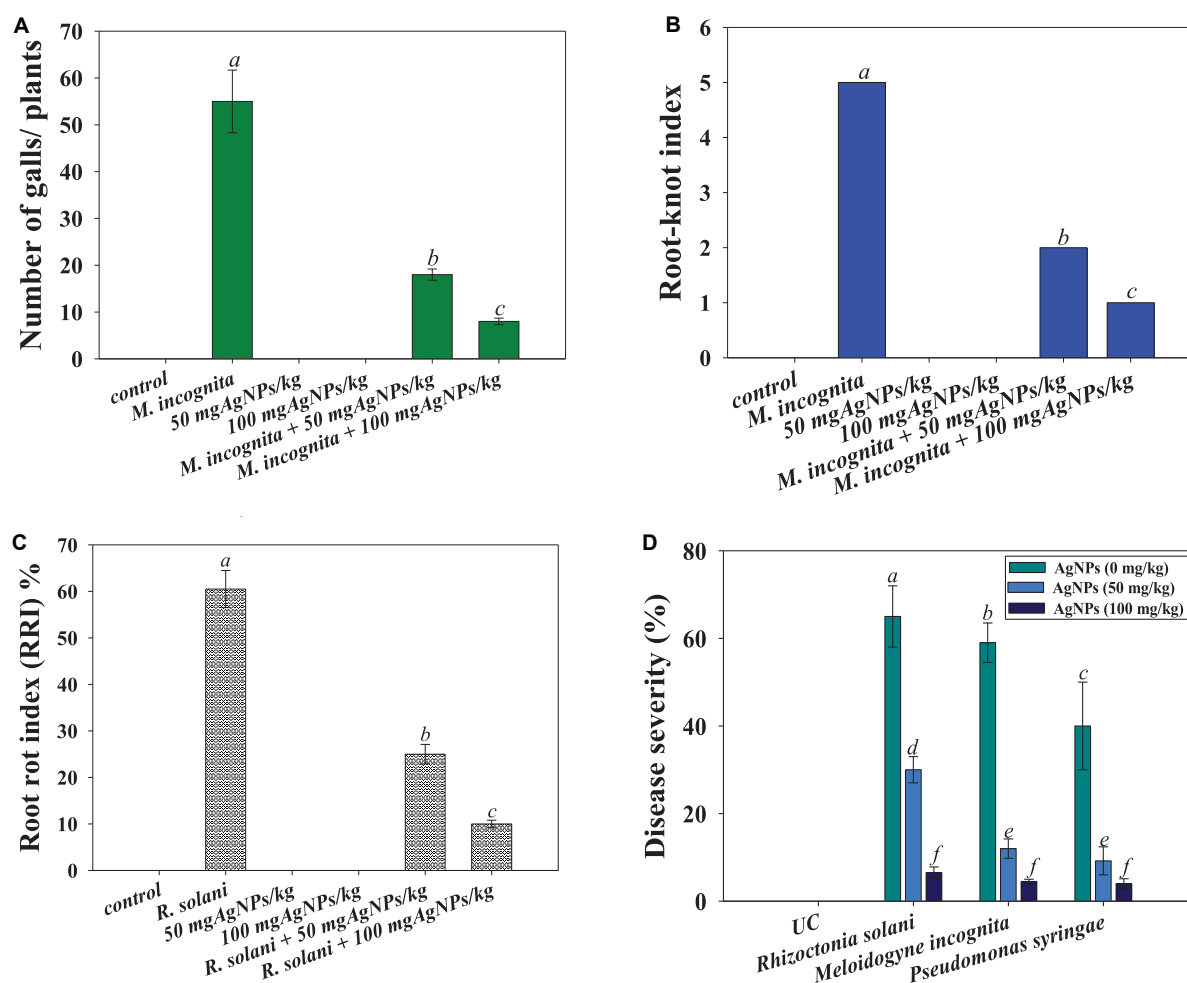 A
Number of galls/ plants
70
60
50
40
30
20
10
0
a
b
c
control
M. incognita
50 mgAgNPs/kg
100 mgAgNPs/kg
M. incognita + 50 mgAgNPs/kg
M. incognita + 100 mgAgNPs/kg
B
Root-knot index
6
5
4
3
2
1
0
a
b
c
control
M. incognita
50 mgAgNPs/kg
100 mgAgNPs/kg
M. incognita + 50 mgAgNPs/kg
M. incognita + 100 mgAgNPs/kg
C
Root rot index (RRI) %
70
60
50
40
30
20
10
0
a
b
c
control
R. solani
50 mgAgNPs/kg
100 mgAgNPs/kg
R. solani + 50 mgAgNPs/kg
R. solani + 100 mgAgNPs/kg
D
Disease severity (%)
80
60
40
20
0
AgNPs (0 mg/kg)
AgNPs (50 mg/kg)
AgNPs (100 mg/kg)
a
d
f
b
e
f
c
e
f
UC
Rhizoctonia solani
Meloidogyne incognita
Pseudomonas syringae